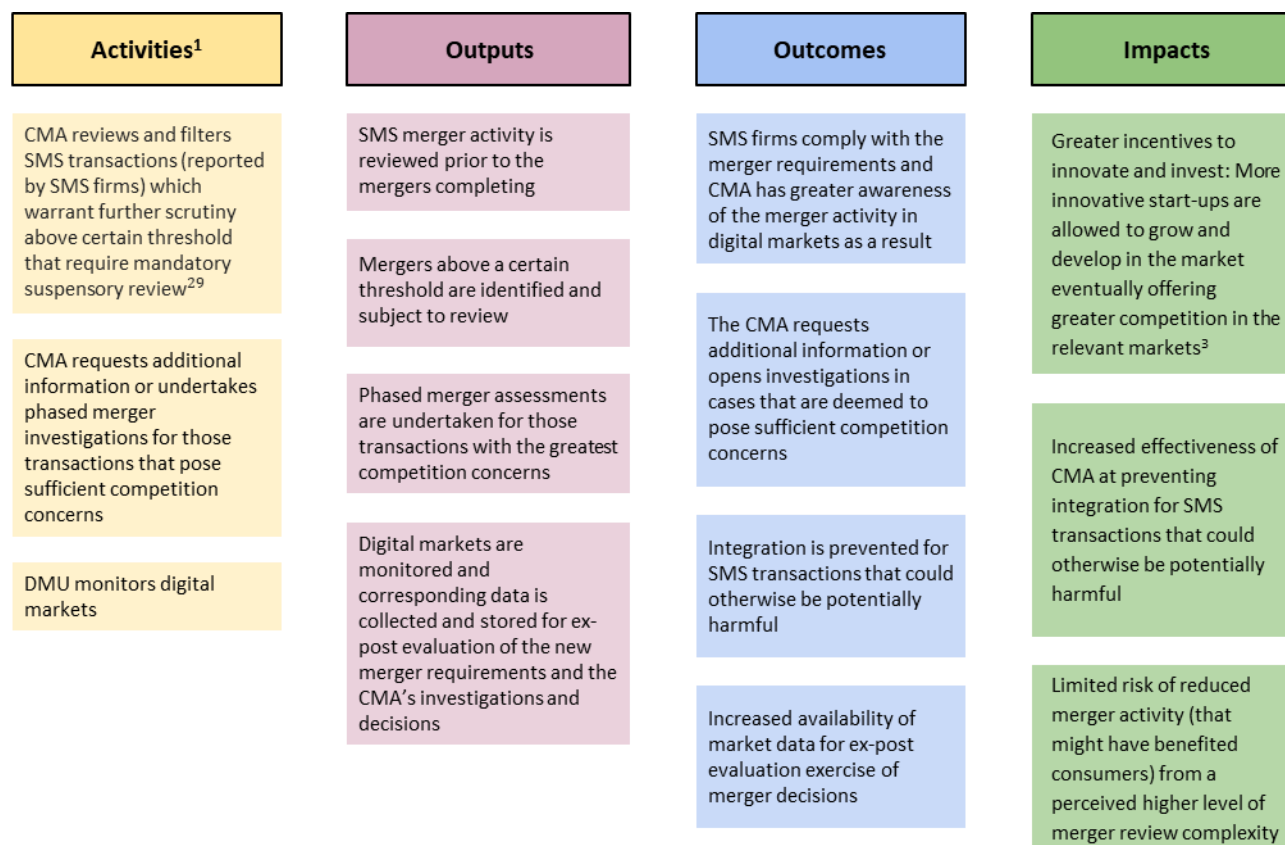 Activities¹
CMA reviews and filters
SMS transactions (reported
by SMS firms) which
warrant further scrutiny
above certain threshold
that require mandatory
suspensory review²⁹
CMA requests additional
information or undertakes
phased merger
investigations for those
transactions that pose
sufficient competition
concerns
DMU monitors digital
markets
Outputs
SMS merger activity is
reviewed prior to the
mergers completing
Mergers above a certain
threshold are identified and
subject to review
Phased merger assessments
are undertaken for those
transactions with the greatest
competition concerns
Digital markets are
monitored and
corresponding data is
collected and stored for ex-
post evaluation of the new
merger requirements and the
CMA’s investigations and
decisions
Outcomes
SMS firms comply with the
merger requirements and
CMA has greater awareness
of the merger activity in
digital markets as a result
The CMA requests
additional information or
opens investigations in
cases that are deemed to
pose sufficient competition
concerns
Integration is prevented for
SMS transactions that could
otherwise be potentially
harmful
Increased availability of
market data for ex-post
evaluation exercise of
merger decisions
Impacts
Greater incentives to
innovate and invest: More
innovative start-ups are
allowed to grow and
develop in the market
eventually offering
greater competition in the
relevant markets³
Increased effectiveness of
CMA at preventing
integration for SMS
transactions that could
otherwise be potentially
harmful
Limited risk of reduced
merger activity (that
might have benefited
consumers) from a
perceived higher level of
merger review complexity